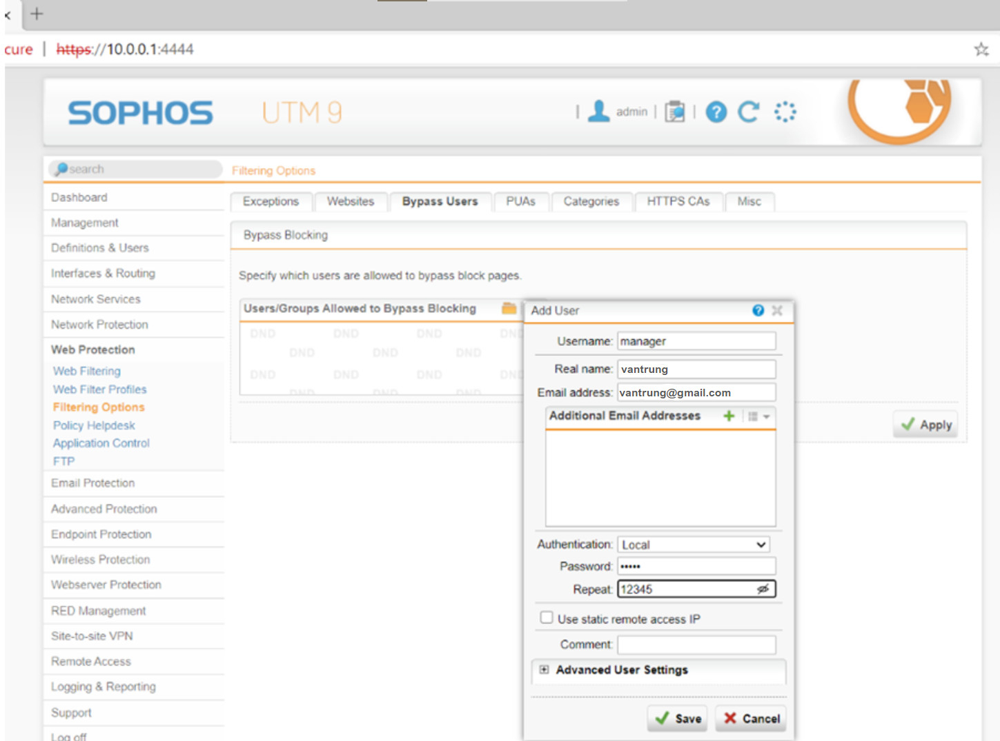 cure | https://10.0.0.1:4444
SOPHOS UTM 9
| admin | | ?
search
Filtering Options
Dashboard
Management
Definitions & Users
Interfaces & Routing
Network Services
Network Protection
Web Protection
Web Filtering
Web Filter Profiles
Filtering Options
Policy Helpdesk
Application Control
FTP
Email Protection
Advanced Protection
Endpoint Protection
Wireless Protection
Webserver Protection
RED Management
Site-to-site VPN
Remote Access
Logging & Reporting
Support
Log off
Exceptions Websites Bypass Users PUAs Categories HTTPS CAs Misc
Bypass Blocking
Specify which users are allowed to bypass block pages.
Users/Groups Allowed to Bypass Blocking
DND DND DND DND
DND DND DND
DND DND DND DND
DND DND DND
Apply
Add User ?
Username: manager
Real name: vantrung
Email address: vantrung@gmail.com
Additional Email Addresses
Authentication: Local
Password: •••••
Repeat: 12345
Use static remote access IP
Comment:
Advanced User Settings
Save Cancel